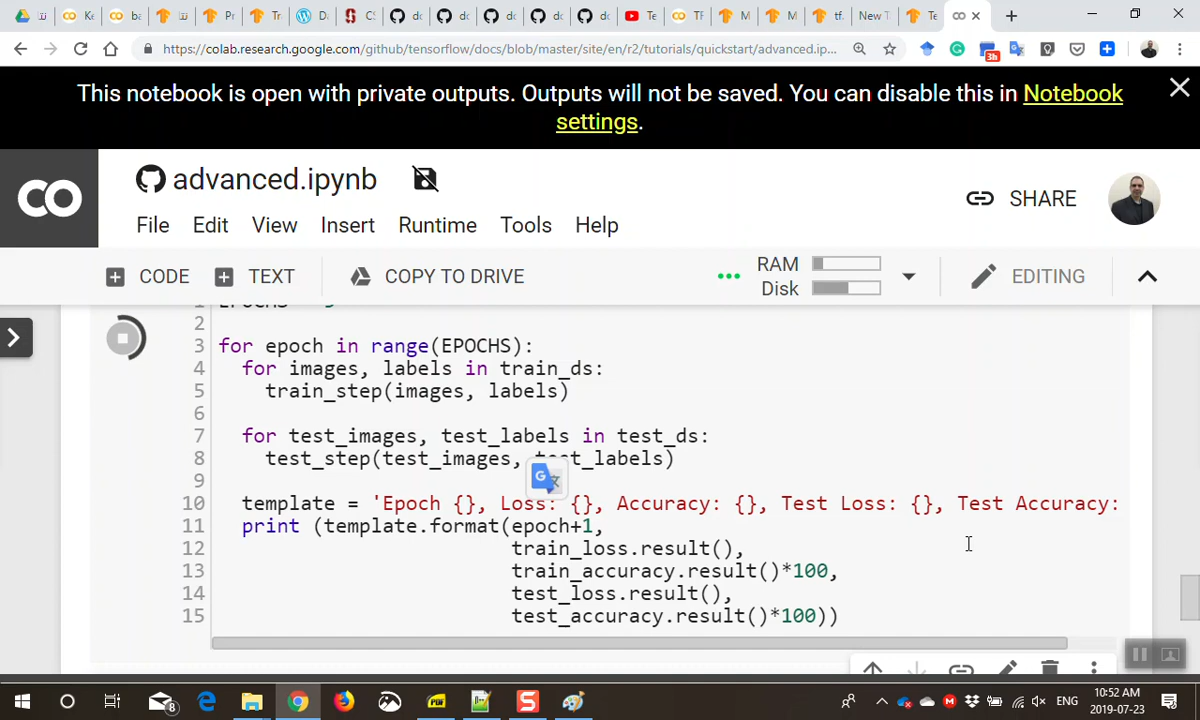 https://colab.research.google.com/github/tensorflow/docs/blob/master/site/en/r2/tutorials/quickstart/advanced.ip...
3h
This notebook is open with private outputs. Outputs will not be saved. You can disable this in Notebook
settings.
advanced.ipynb
SHARE
File Edit View Insert Runtime Tools Help
CODE TEXT COPY TO DRIVE RAM Disk EDITING
2
3 for epoch in range(EPOCHS):
4 for images, labels in train_ds:
5 train_step(images, labels)
6
7 for test_images, test_labels in test_ds:
8 test_step(test_images, test_labels)
9
10 template = 'Epoch {}, Loss: {}, Accuracy: {}, Test Loss: {}, Test Accuracy:
11 print (template.format(epoch+1,
12 train_loss.result(),
13 train_accuracy.result()*100,
14 test_loss.result(),
15 test_accuracy.result()*100))
8
ENG
10:52 AM
2019-07-23